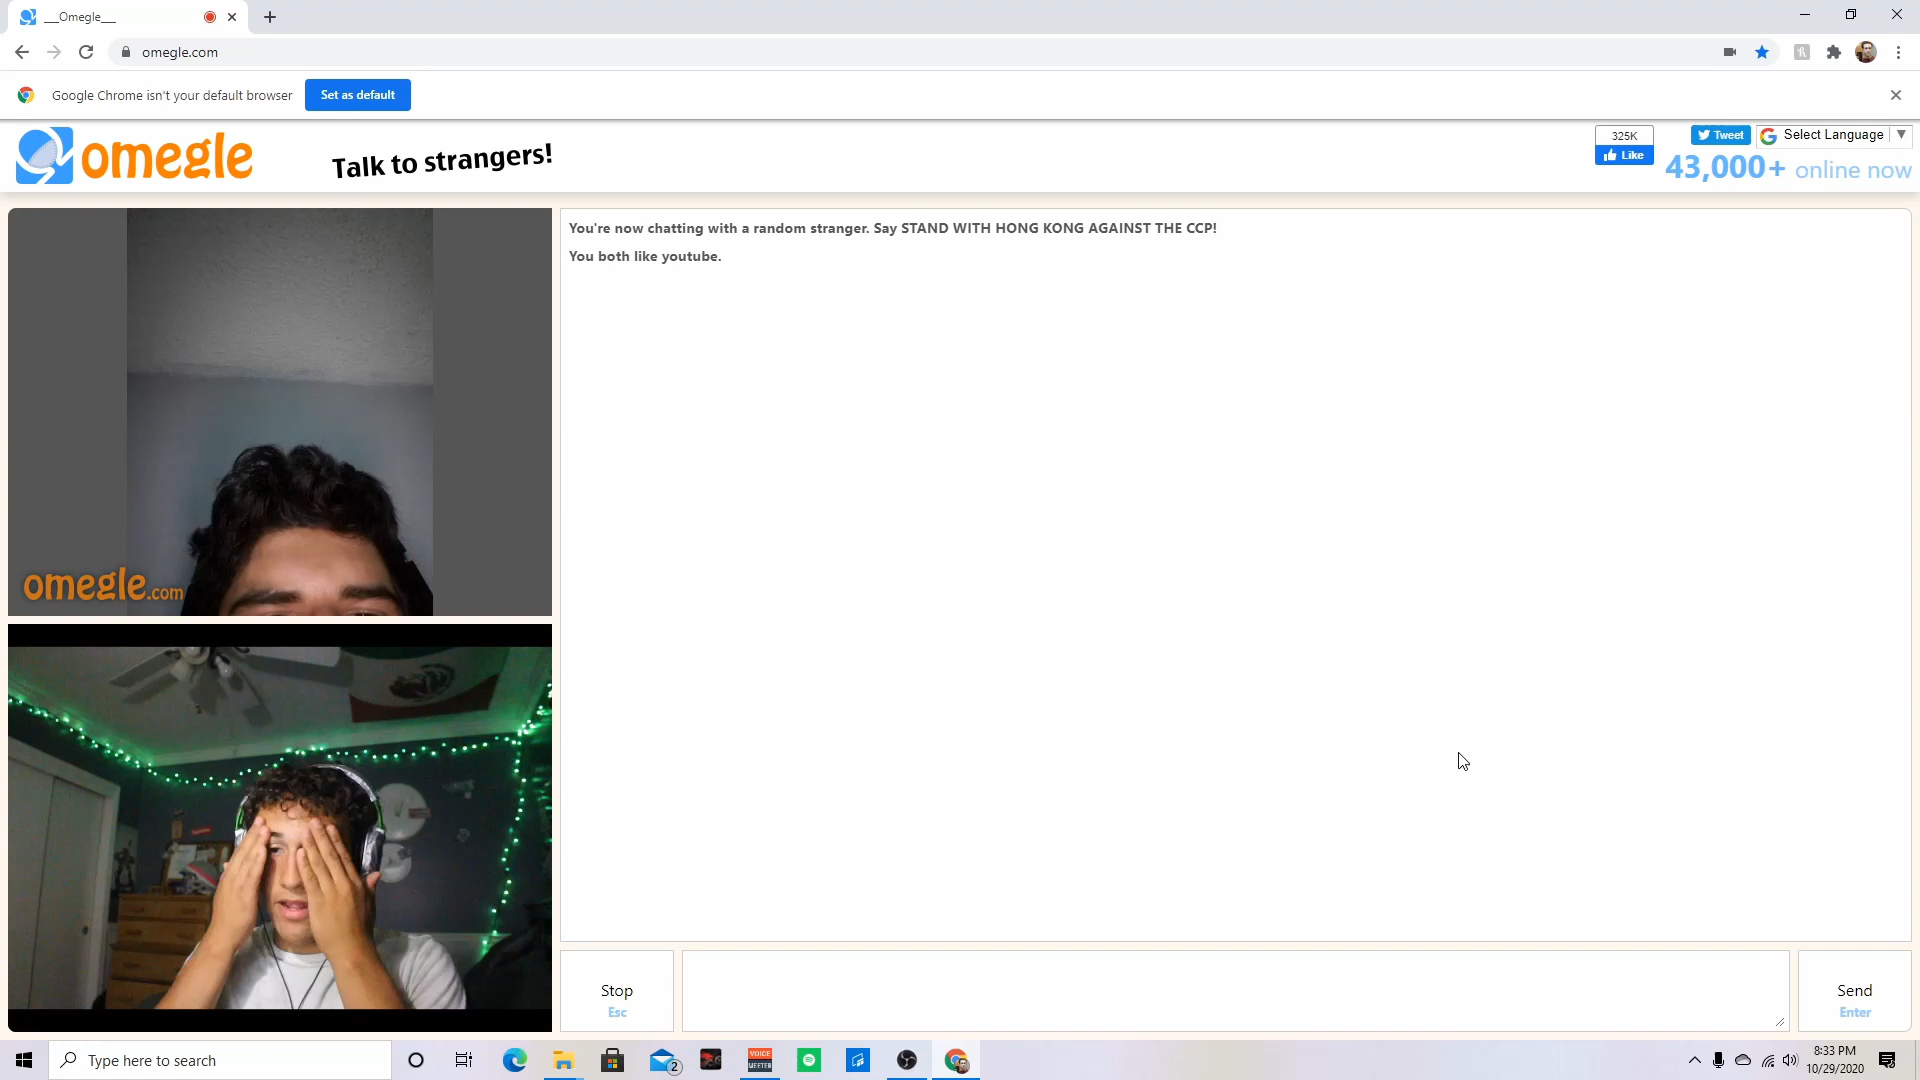 __Omegle__
omegle.com
Google Chrome isn't your default browser
Set as default
omegle
Talk to strangers!
325K
Like
Tweet
Select Language
43,000+ online now
You're now chatting with a random stranger. Say STAND WITH HONG KONG AGAINST THE CCP!
You both like youtube.
omegle.com
Stop
Esc
Send
Enter
Type here to search
2
VOICE
MEETER
8:33 PM
10/29/2020